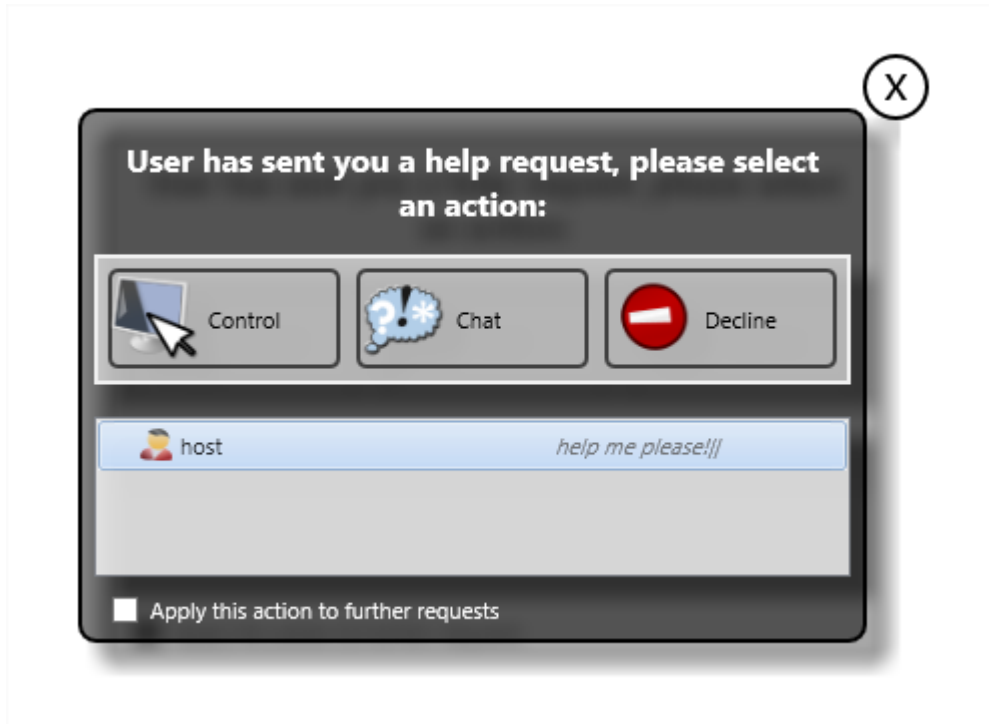 X
User has sent you a help request, please select
an action:
Control
Chat
Decline
host help me please!||
Apply this action to further requests